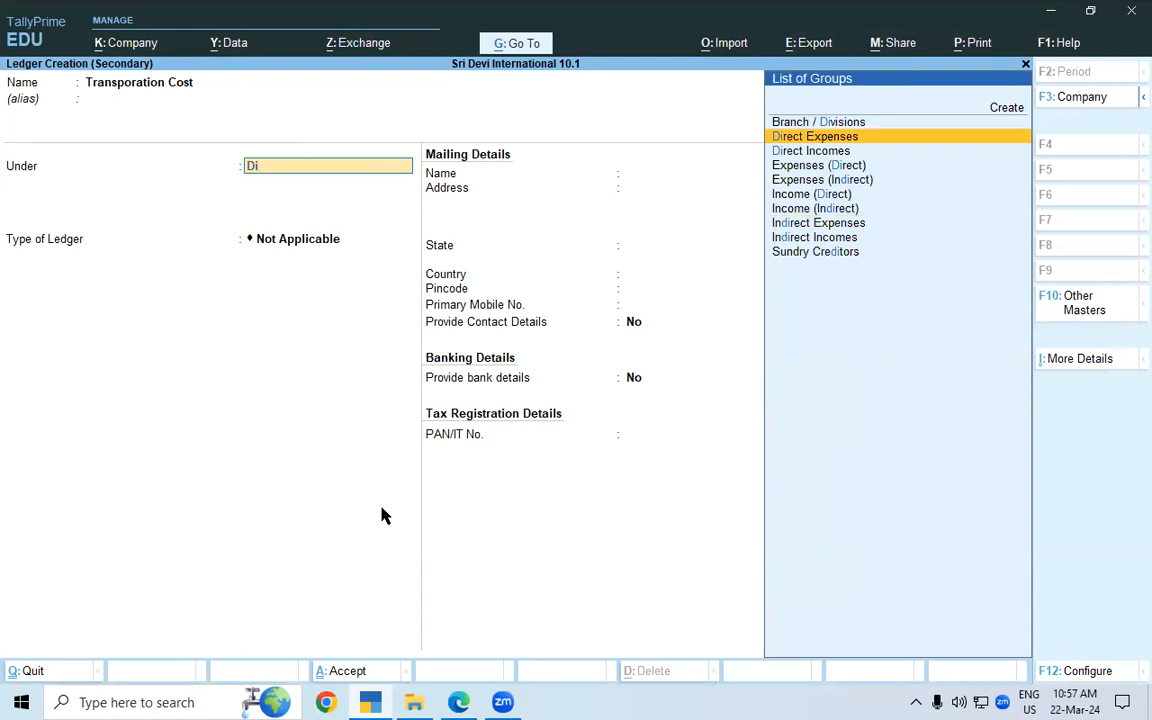 TallyPrime
EDU
MANAGE
K: Company
Y: Data
Z: Exchange
G: Go To
O: Import
E: Export
M: Share
P: Print
F1: Help
Ledger Creation (Secondary)
Sri Devi International 10.1
Name : Transporation Cost
(alias) :
Under : Di
Type of Ledger : ♦ Not Applicable
Mailing Details
Name :
Address :
State :
Country :
Pincode :
Primary Mobile No. :
Provide Contact Details : No
Banking Details
Provide bank details : No
Tax Registration Details
PAN/IT No. :
List of Groups
Create
Branch / Divisions
Direct Expenses
Direct Incomes
Expenses (Direct)
Expenses (Indirect)
Income (Direct)
Income (Indirect)
Indirect Expenses
Indirect Incomes
Sundry Creditors
F2: Period
F3: Company
F4
F5
F6
F7
F8
F9
F10: Other
Masters
I: More Details
F12: Configure
Q: Quit
A: Accept
D: Delete
Type here to search
zm
zm
ENG
US
10:57 AM
22-Mar-24